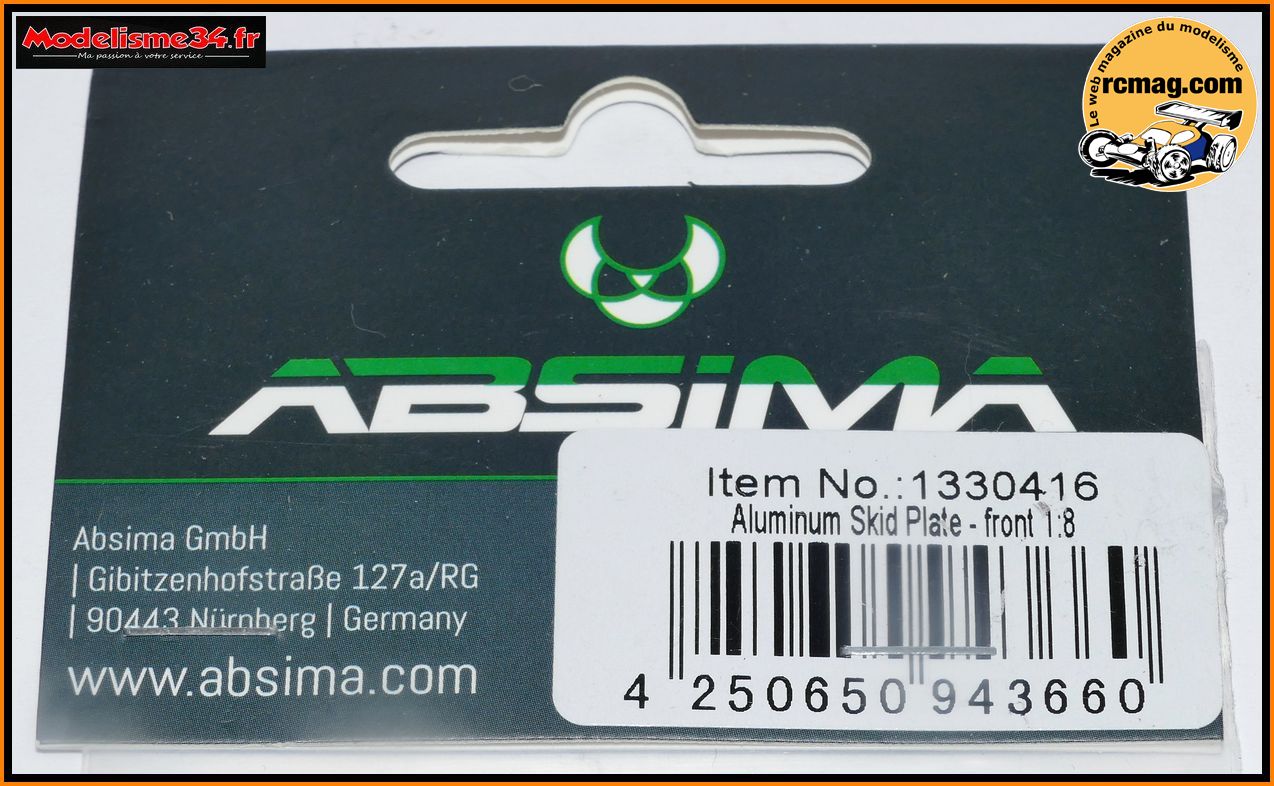 Modelisme34.fr
Ma passion à votre service
Le web magazine du modelisme
rcmag.com
ABSiMA
Item No.:1330416
Aluminum Skid Plate - front 1:8
4 250650 943660
Absima GmbH
| Gibitzenhofstraße 127a/RG
| 90443 Nürnberg | Germany
www.absima.com